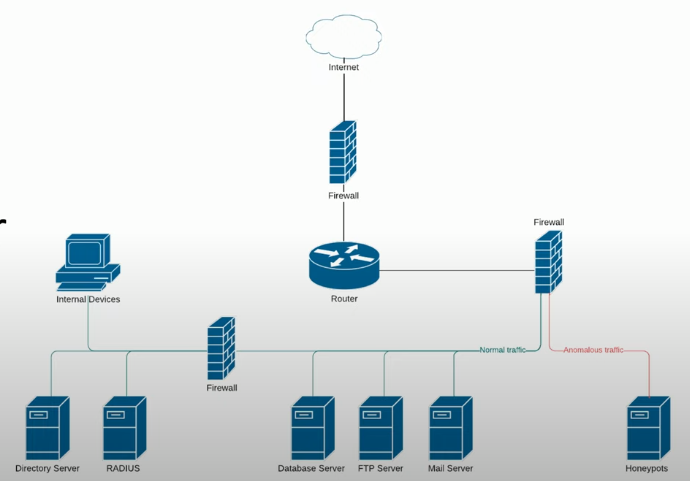 Internet
Firewall
Firewall
Router
Internal Devices
Normal traffic
Anomalous traffic
Firewall
Directory Server
RADIUS
Database Server
FTP Server
Mail Server
Honeypots